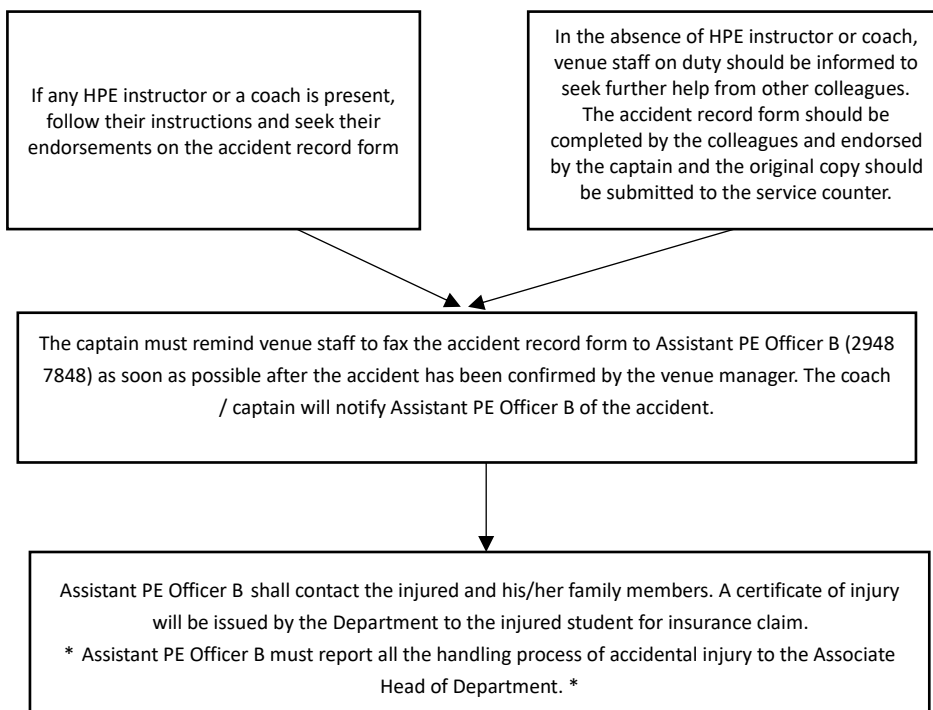 If any HPE instructor or a coach is present,
follow their instructions and seek their
endorsements on the accident record form
In the absence of HPE instructor or coach,
venue staff on duty should be informed to
seek further help from other colleagues.
The accident record form should be
completed by the colleagues and endorsed
by the captain and the original copy should
be submitted to the service counter.
The captain must remind venue staff to fax the accident record form to Assistant PE Officer B (2948
7848) as soon as possible after the accident has been confirmed by the venue manager. The coach
/ captain will notify Assistant PE Officer B of the accident.
Assistant PE Officer B shall contact the injured and his/her family members. A certificate of injury
will be issued by the Department to the injured student for insurance claim.
* Assistant PE Officer B must report all the handling process of accidental injury to the Associate
Head of Department. *